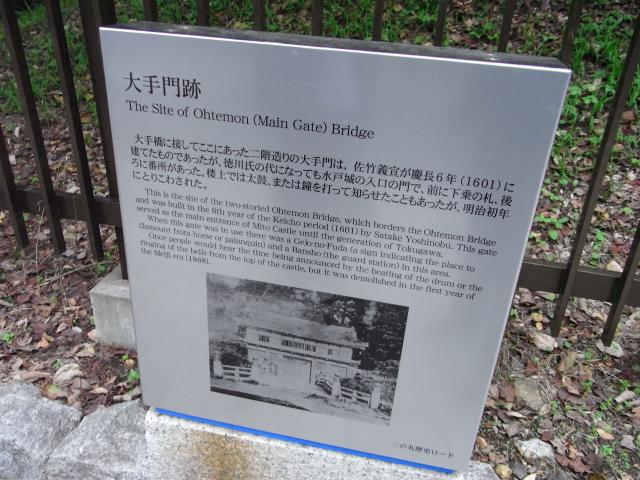 大手門跡
The Site of Ohtemon (Main Gate) Bridge
大手橋に接してここにあった二階造りの大手門は、佐竹義宣が慶長6年(1601)に
建てたものであったが、徳川氏の代になっても水戸城の入口の門で、前に下乗の札、後
ろに番所があった。楼上では太鼓、または鐘を打って知らせたこともあったが、明治初年
にとりこわされた。
This is the site of the two-storied Ohtemon Bridge, which borders the Ohtemon Bridge
and was built in the 6th year of the Keicho period (1601) by Satake Yoshinobu. This gate
served as the main entrance of Mito Castle until the generation of Tokugawa.
When this gate was in use there was a Gejo-no-Fuda (a sign indicating the place to
dismount from horse or palanquin) and a Bansho (the guard station) in this area.
Once people would hear the time being announced by the beating of the drum or the
ringing of the bells from the top of the castle, but it was demolished in the first year of
the Meiji era (1868).
三の丸歴史ロード